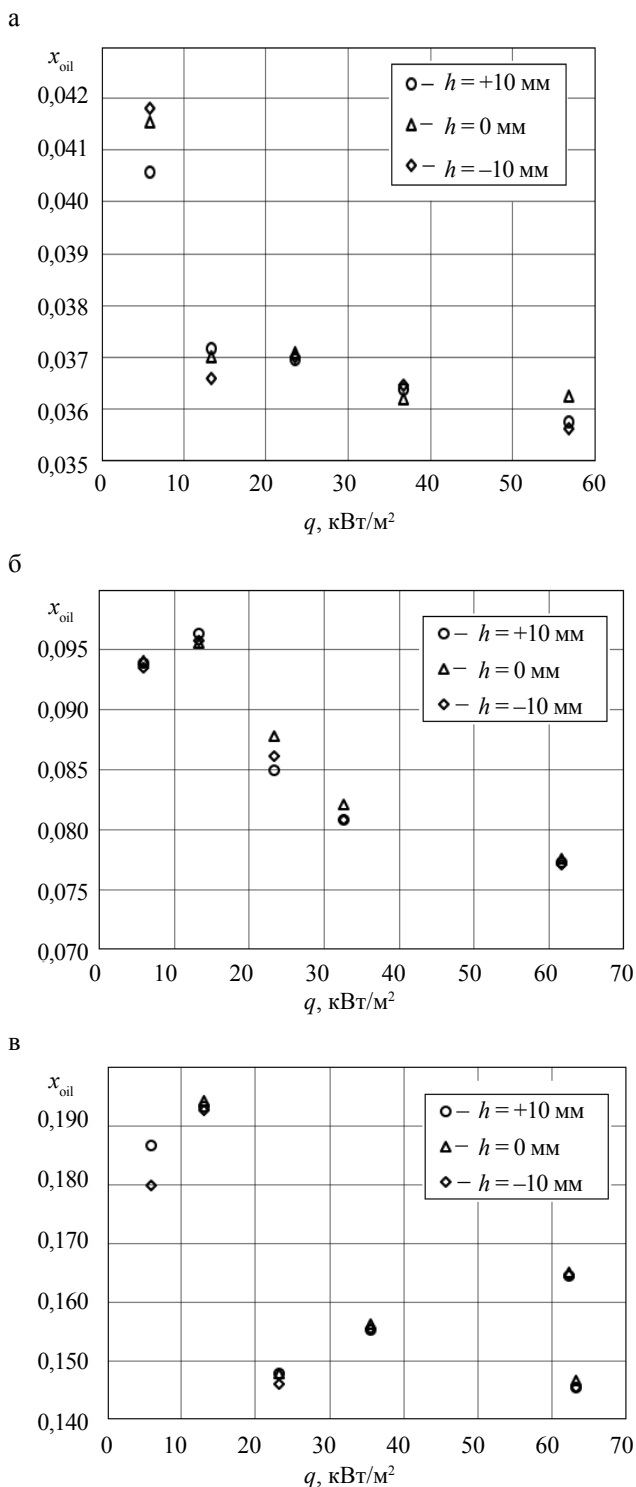 а
x_oil
0,042
0,041
0,040
0,039
0,038
0,037
0,036
0,035
– h = +10 мм
– h = 0 мм
– h = –10 мм
0 10 20 30 40 50 60
q, кВт/м²
б
x_oil
0,095
0,090
0,085
0,080
0,075
0,070
– h = +10 мм
– h = 0 мм
– h = –10 мм
0 10 20 30 40 50 60 70
q, кВт/м²
в
x_oil
0,190
0,180
0,170
0,160
0,150
0,140
– h = +10 мм
– h = 0 мм
– h = –10 мм
0 10 20 30 40 50 60 70
q, кВт/м²